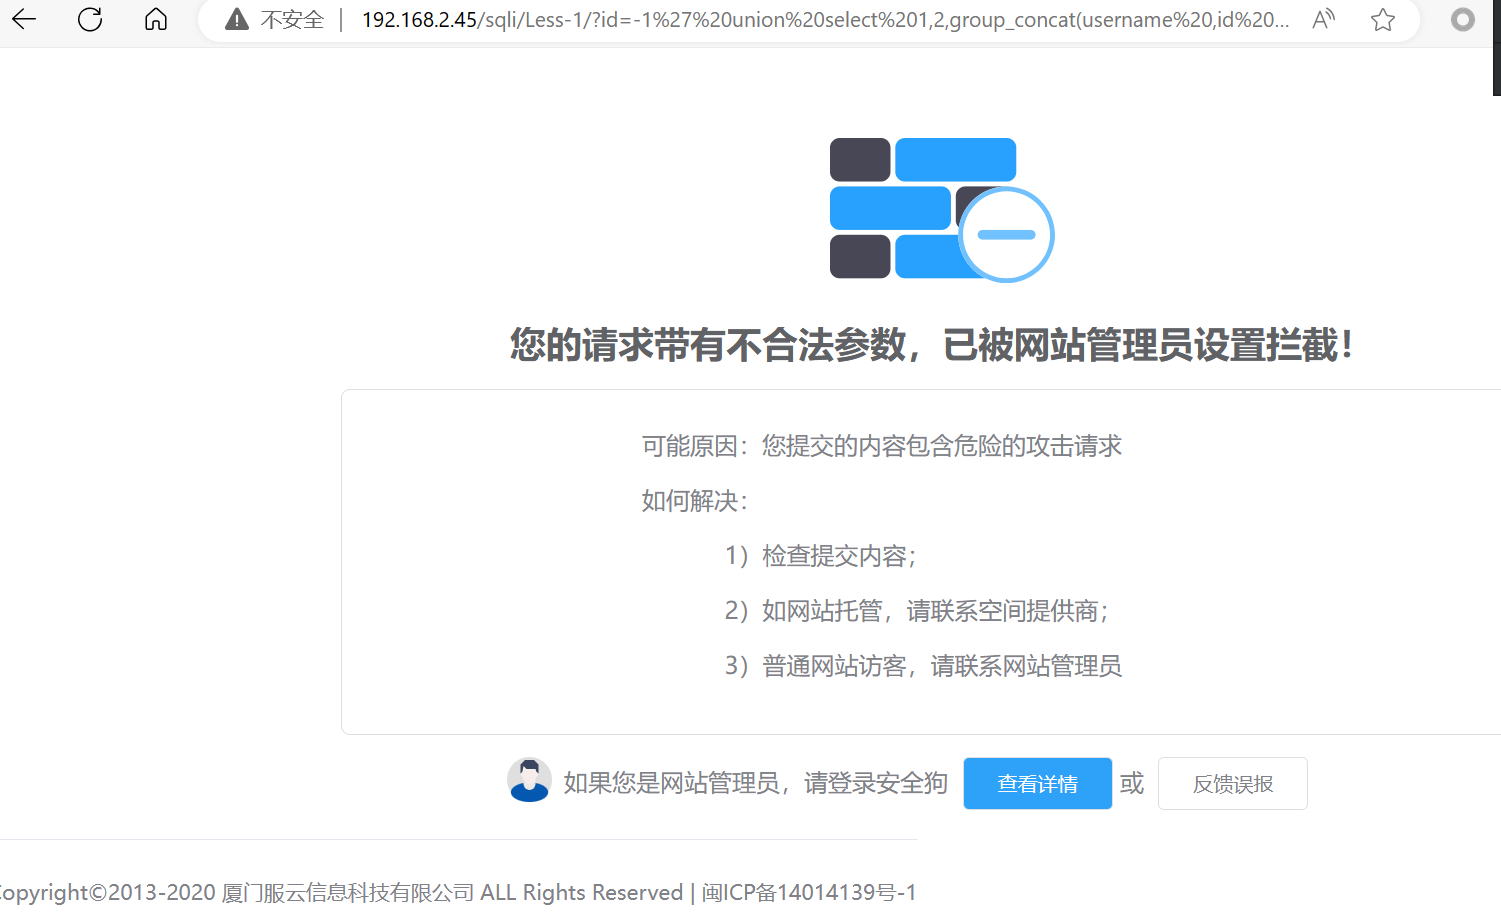 不安全 | 192.168.2.45/sqli/Less-1/?id=-1%27%20union%20select%201,2,group_concat(username%20,id%20...
您的请求带有不合法参数，已被网站管理员设置拦截！
可能原因：您提交的内容包含危险的攻击请求
如何解决：
1）检查提交内容；
2）如网站托管，请联系空间提供商；
3）普通网站访客，请联系网站管理员
如果您是网站管理员，请登录安全狗 查看详情 或 反馈误报
opyright©2013-2020 厦门服云信息科技有限公司 ALL Rights Reserved | 闽ICP备14014139号-1